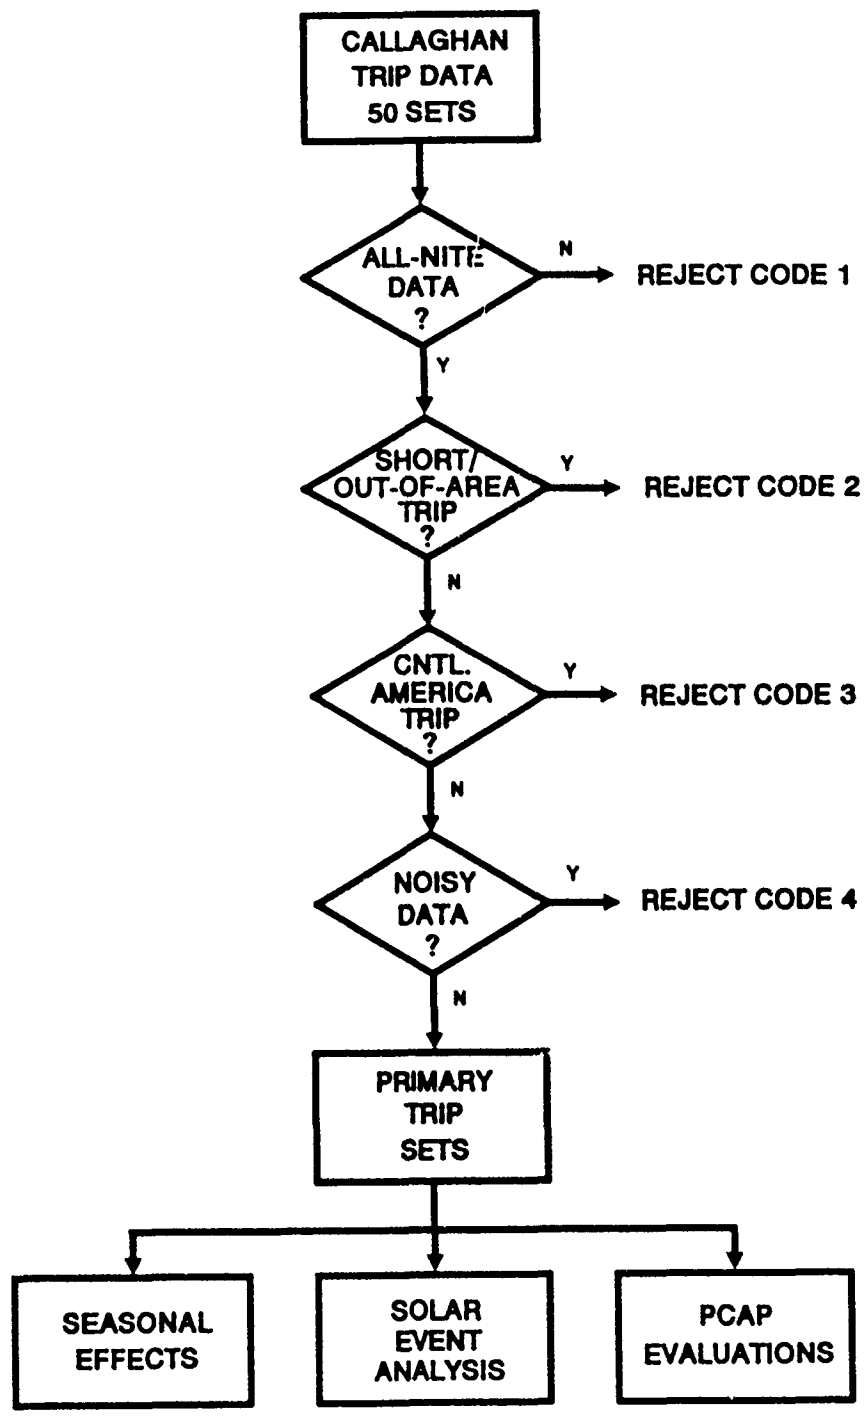 CALLAGHAN
TRIP DATA
50 SETS
ALL-NITE
DATA
?
N
REJECT CODE 1
Y
SHORT/
OUT-OF-AREA
TRIP
?
Y
REJECT CODE 2
N
CNTL.
AMERICA
TRIP
?
Y
REJECT CODE 3
N
NOISY
DATA
?
Y
REJECT CODE 4
N
PRIMARY
TRIP
SETS
SEASONAL
EFFECTS
SOLAR
EVENT
ANALYSIS
PCAP
EVALUATIONS